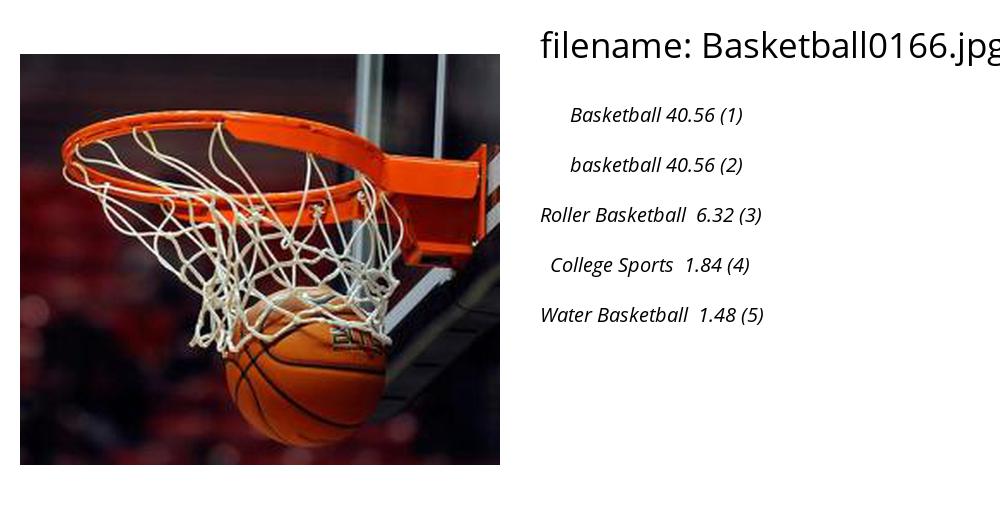 filename: Basketball0166.jpg
Basketball 40.56 (1)
basketball 40.56 (2)
Roller Basketball 6.32 (3)
College Sports 1.84 (4)
Water Basketball 1.48 (5)